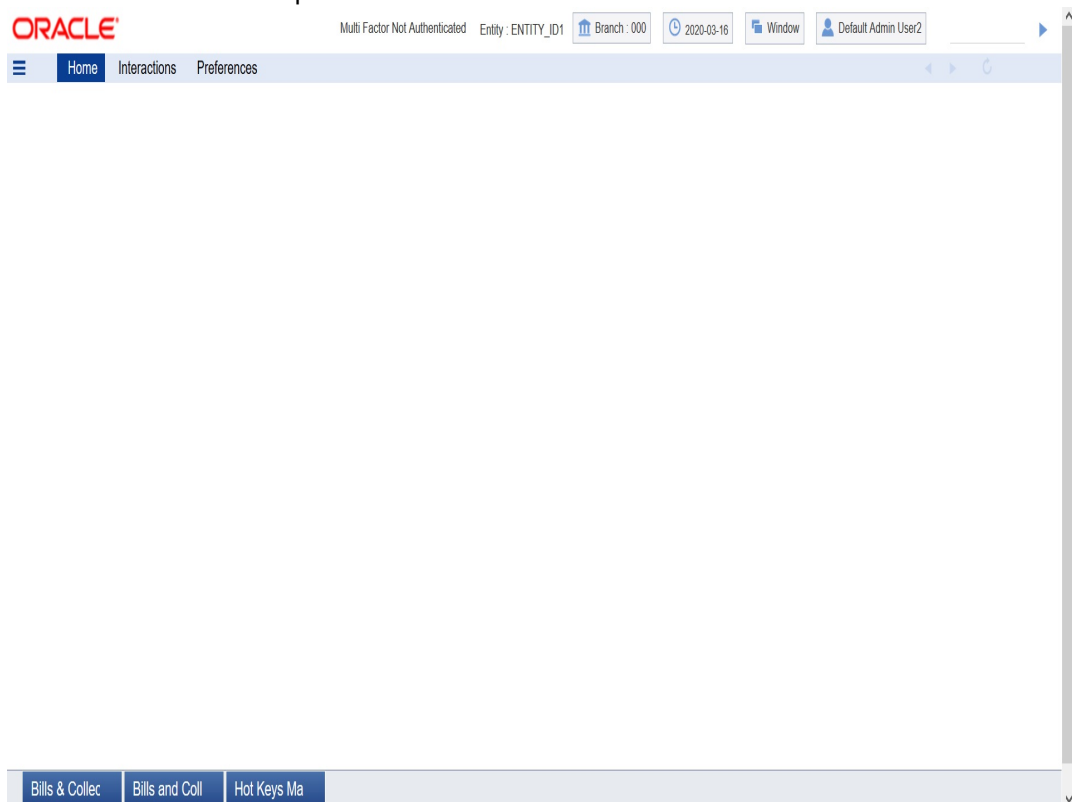 ORACLE
Multi Factor Not Authenticated Entity : ENTITY_ID1 Branch : 000 2020-03-16 Window Default Admin User2
Home Interactions Preferences
Bills & Collec Bills and Coll Hot Keys Ma